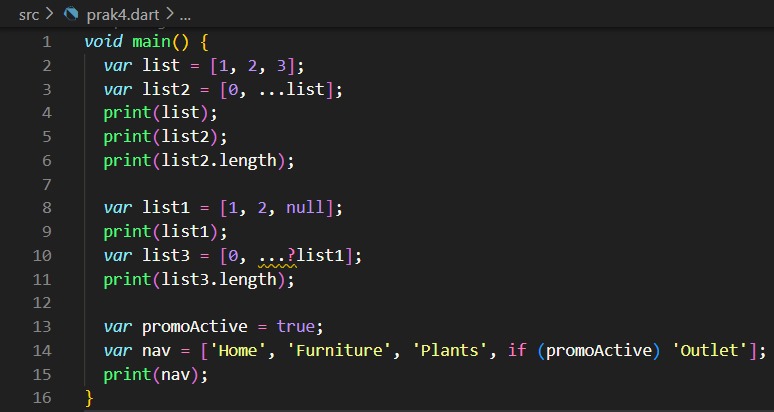 src > prak4.dart > ...
1 void main() {
2   var list = [1, 2, 3];
3   var list2 = [0, ...list];
4   print(list);
5   print(list2);
6   print(list2.length);
7
8   var list1 = [1, 2, null];
9   print(list1);
10   var list3 = [0, ...?list1];
11   print(list3.length);
12
13   var promoActive = true;
14   var nav = ['Home', 'Furniture', 'Plants', if (promoActive) 'Outlet'];
15   print(nav);
16 }